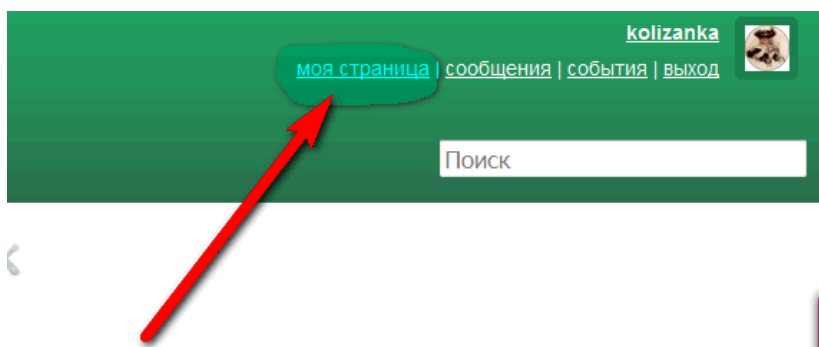 kolizanka
моя страница | сообщения | события | выход
Поиск